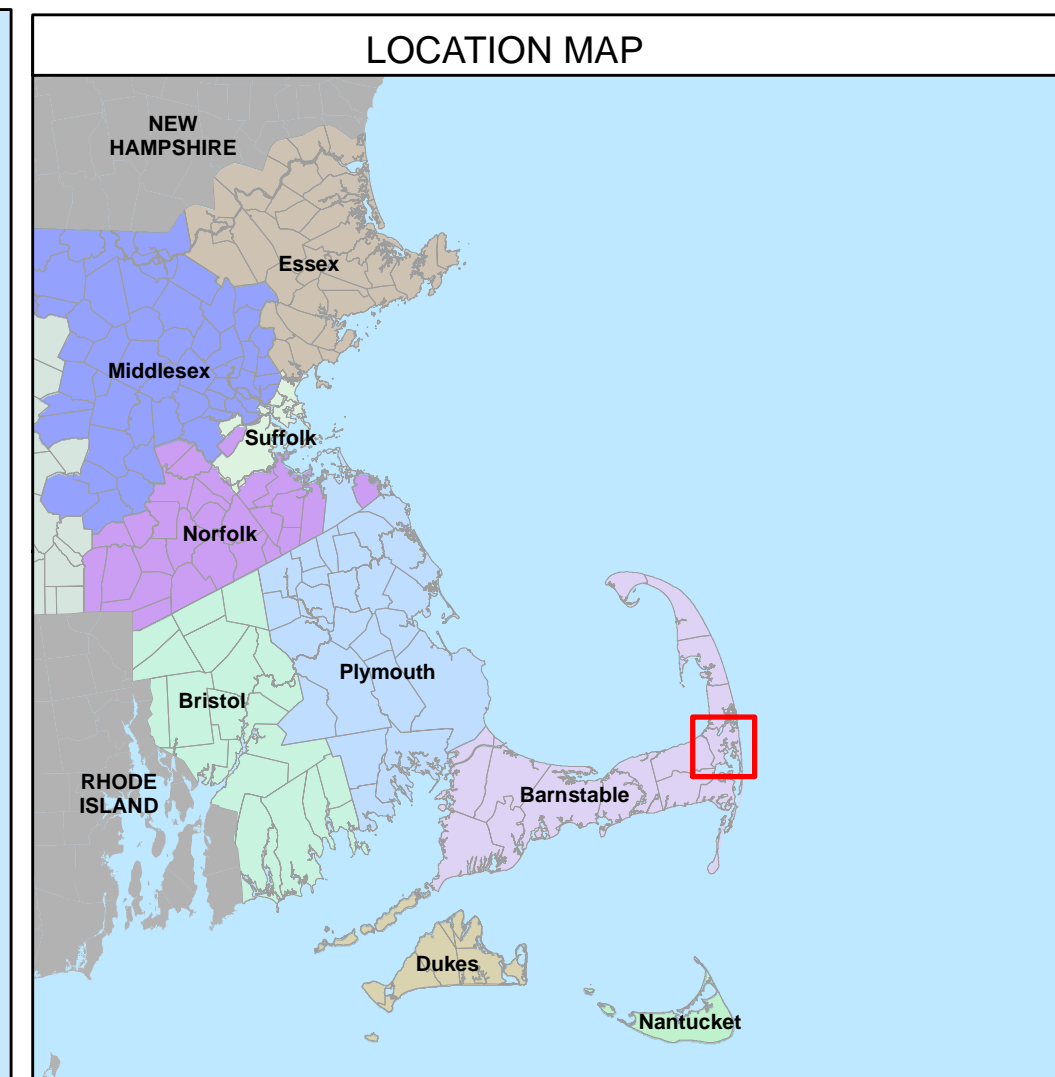 LOCATION MAP
NEW
HAMPSHIRE
Essex
Middlesex
Suffolk
Norfolk
Plymouth
Bristol
RHODE
ISLAND
Barnstable
Dukes
Nantucket